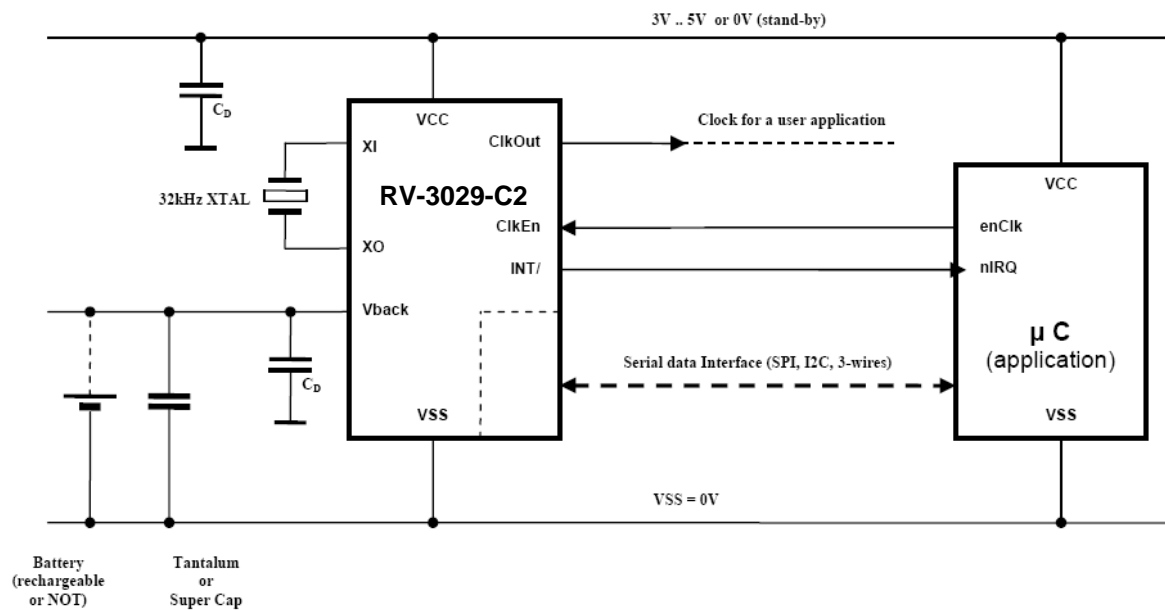 3V .. 5V or 0V (stand-by)
C_D
VCC
XI
ClkOut
Clock for a user application
32kHz XTAL
RV-3029-C2
VCC
ClkEn
enClk
XO
INT/
nIRQ
Vback
µ C
(application)
Serial data Interface (SPI, I2C, 3-wires)
C_D
VSS
VSS
VSS = 0V
Battery
(rechargeable
or NOT)
Tantalum
or
Super Cap